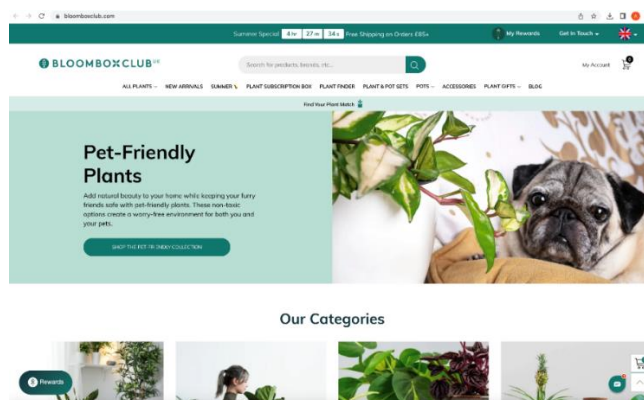 bloomboxclub.com
Summer Special 4 hr 27 m 34 s Free Shipping on Orders £85+
My Rewards Get In Touch
BLOOMBOXCLUB UK
Search for products, brands, etc...
My Account 0
ALL PLANTS NEW ARRIVALS SUMMER PLANT SUBSCRIPTION BOX PLANT FINDER PLANT & POT SETS POTS ACCESSORIES PLANT GIFTS BLOG
Find Your Plant Match
Pet-Friendly
Plants
Add natural beauty to your home while keeping your furry
friends safe with pet-friendly plants. These non-toxic
options create a worry-free environment for both you and
your pets.
SHOP THE PET-FRIENDLY COLLECTION
Our Categories
Rewards